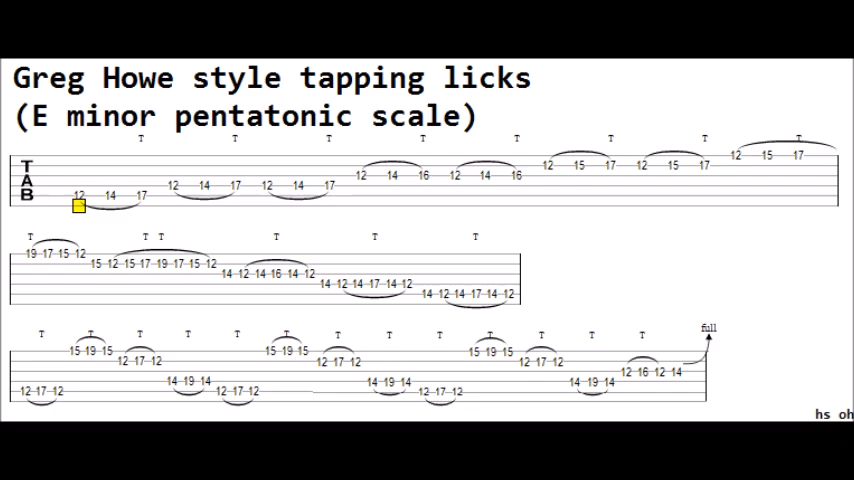 Greg Howe style tapping licks
(E minor pentatonic scale)
T T T T T T T T
TAB
12 15 17
12 15 17 12 15 17
12 14 16 12 14 16
12 14 17 12 14 17
12 14 17
T T T T T T
19 17 15 12
15 12 15 17 19 17 15 12
14 12 14 16 14 12
14 12 14 17 14 12
14 12 14 17 14 12
full
T T T T T T T T T T T T T
15 19 15 15 19 15 15 19 15
12 17 12 12 17 12 12 17 12
12 16 12 14
14 19 14 14 19 14 14 19 14
12 17 12 12 17 12 12 17 12
hs oh